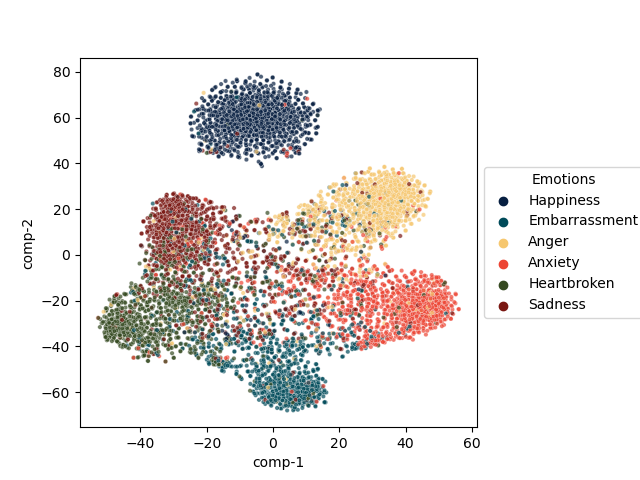 80
60
40
20
0
−20
−40
−60
comp-2
−40 −20 0 20 40 60
comp-1
Emotions
Happiness
Embarrassment
Anger
Anxiety
Heartbroken
Sadness